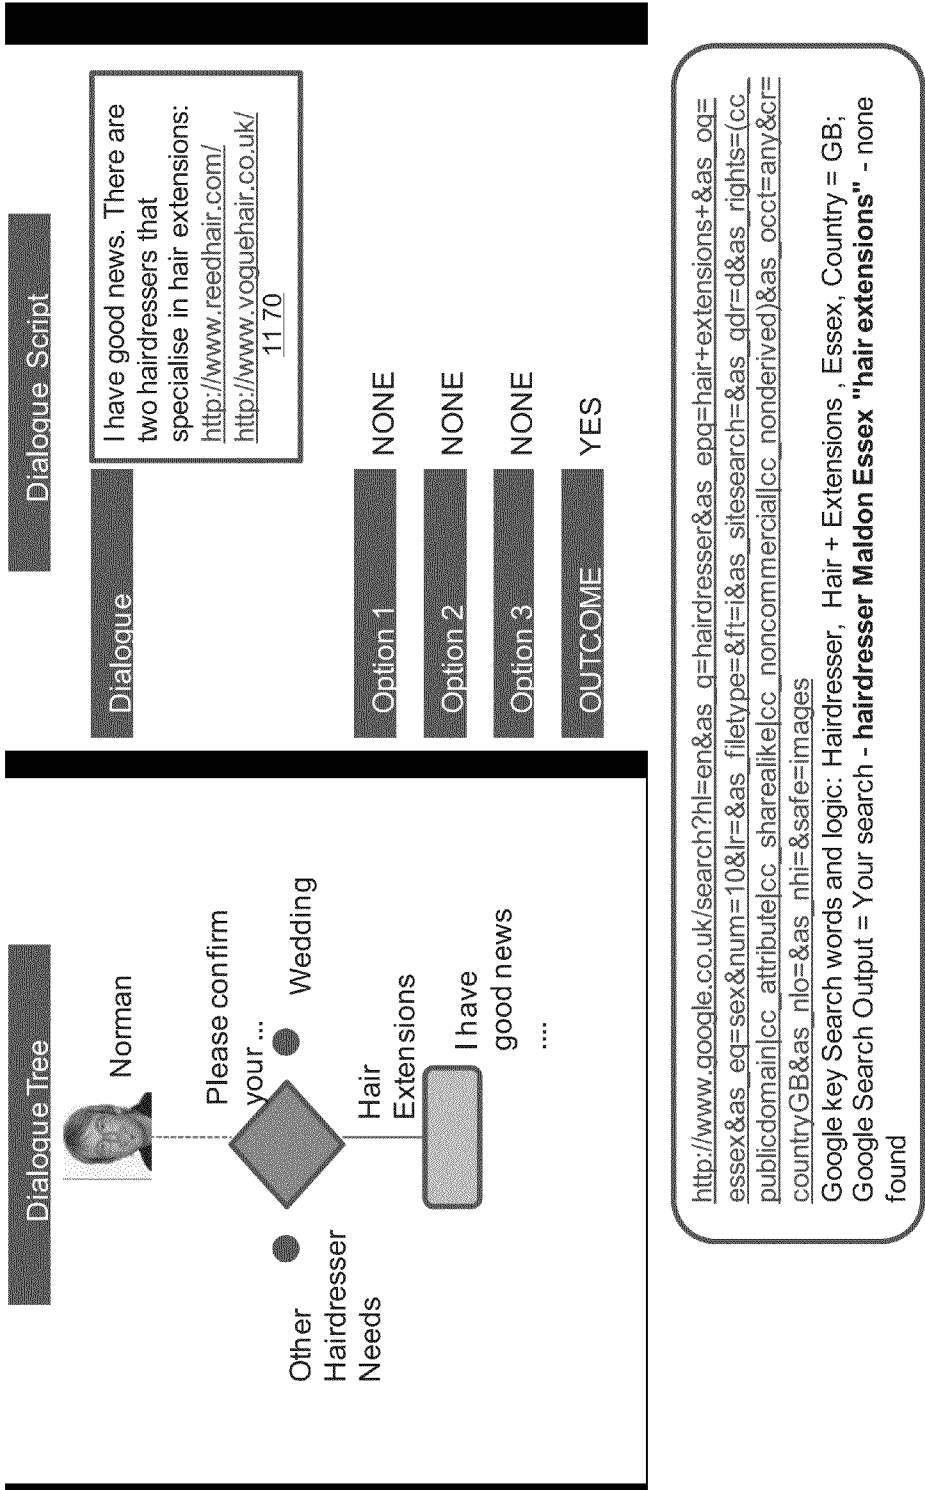 Dialogue Tree
Norman
Please confirm
your ...
Wedding
Other
Hairdresser
Needs
Hair
Extensions
I have
good news
....
Dialogue Script
Dialogue
I have good news. There are
two hairdressers that
specialise in hair extensions:
http://www.reedhair.com/
http://www.voguehair.co.uk/
11 70
Option 1 NONE
Option 2 NONE
Option 3 NONE
OUTCOME YES
http://www.google.co.uk/search?hl=en&as_q=hairdresser&as_epq=hair+extensions+&as_oq=
essex&as_eq=sex&num=10&lr=&as_filetype=&ft=i&as_sitesearch=&as_qdr=d&as_rights=(cc_
publicdomain|cc_attribute|cc_sharealike|cc_noncommercial|cc_nonderived)&as_occt=any&cr=
countryGB&as_nlo=&as_nhi=&safe=images
Google key Search words and logic: Hairdresser, Hair + Extensions , Essex, Country = GB;
Google Search Output = Your search - hairdresser Maldon Essex "hair extensions" - none
found